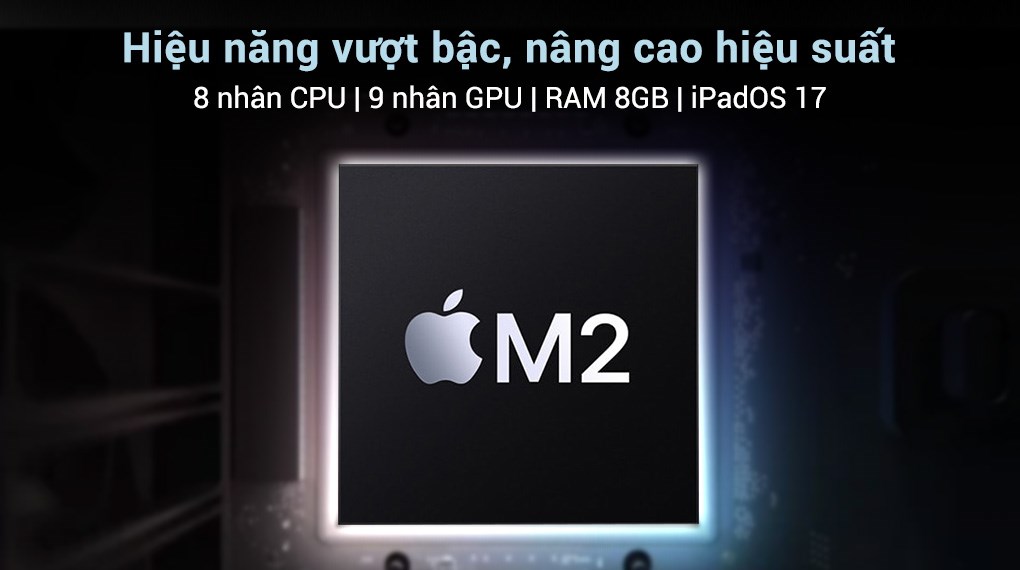 Hiệu năng vượt bậc, nâng cao hiệu suất
8 nhân CPU | 9 nhân GPU | RAM 8GB | iPadOS 17
M2